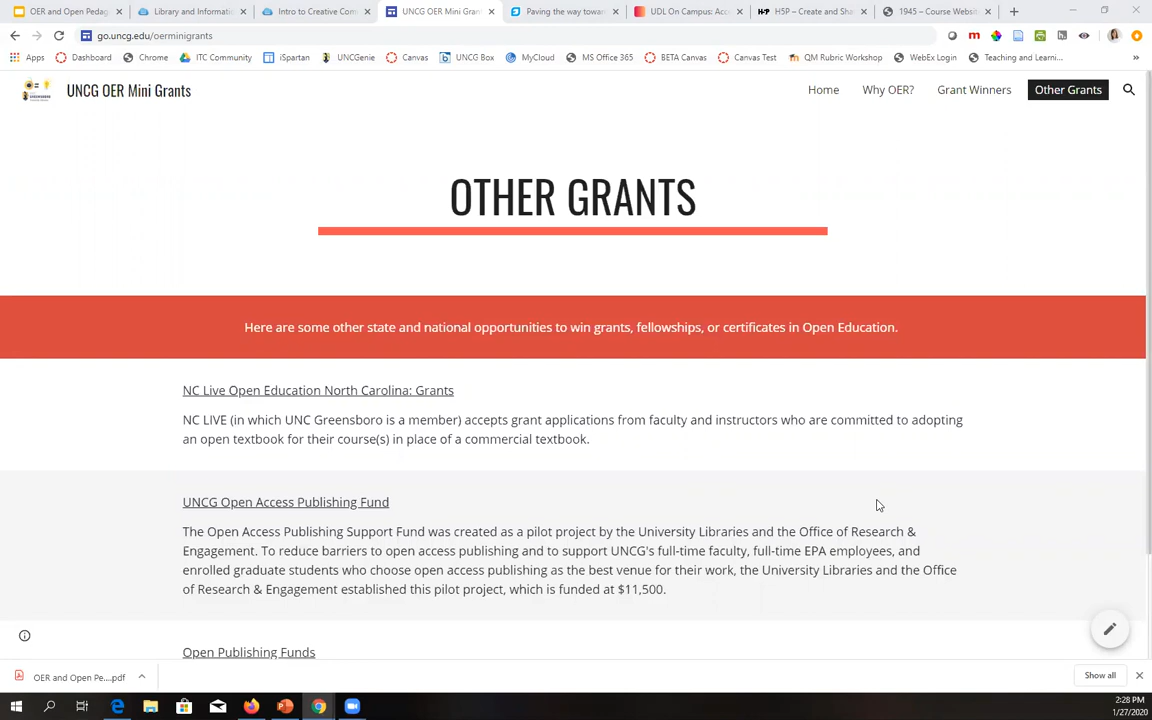 OER and Open Pedag
Library and Informatio
Intro to Creative Com
UNCG OER Mini Gran
Paving the way towar
UDL On Campus: Acc
H5P – Create and Sha
1945 – Course Websit
go.uncg.edu/oerminigrants
Apps
Dashboard
Chrome
ITC Community
iSpartan
UNCGenie
Canvas
UNCG Box
MyCloud
MS Office 365
BETA Canvas
Canvas Test
QM Rubric Workshop
WebEx Login
Teaching and Learni...
UNCG OER Mini Grants
Home
Why OER?
Grant Winners
Other Grants
OTHER GRANTS
Here are some other state and national opportunities to win grants, fellowships, or certificates in Open Education.
NC Live Open Education North Carolina: Grants
NC LIVE (in which UNC Greensboro is a member) accepts grant applications from faculty and instructors who are committed to adopting
an open textbook for their course(s) in place of a commercial textbook.
UNCG Open Access Publishing Fund
The Open Access Publishing Support Fund was created as a pilot project by the University Libraries and the Office of Research &
Engagement. To reduce barriers to open access publishing and to support UNCG's full-time faculty, full-time EPA employees, and
enrolled graduate students who choose open access publishing as the best venue for their work, the University Libraries and the Office
of Research & Engagement established this pilot project, which is funded at $11,500.
Open Publishing Funds
OER and Open Pe....pdf
Show all
2:28 PM
1/27/2020